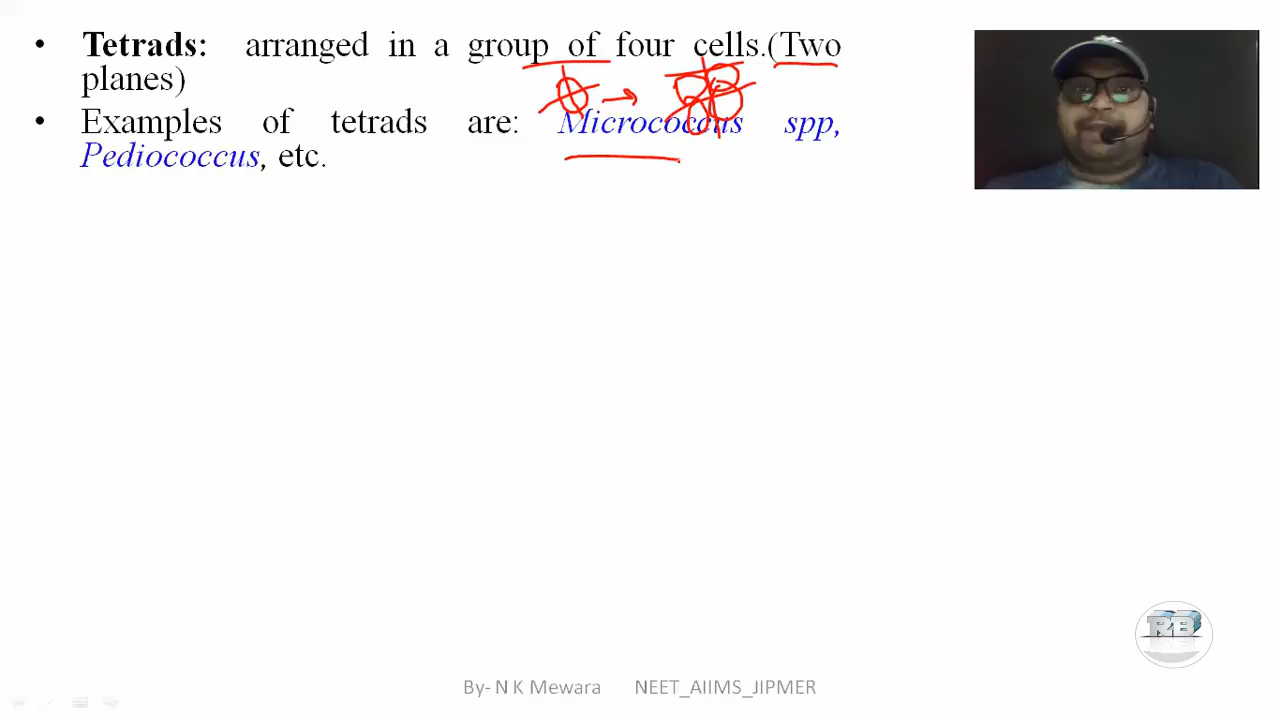 • Tetrads: arranged in a group of four cells.(Two
planes)
• Examples of tetrads are: Micrococcus spp,
Pediococcus, etc.
RB
By- N K Mewara NEET_AIIMS_JIPMER